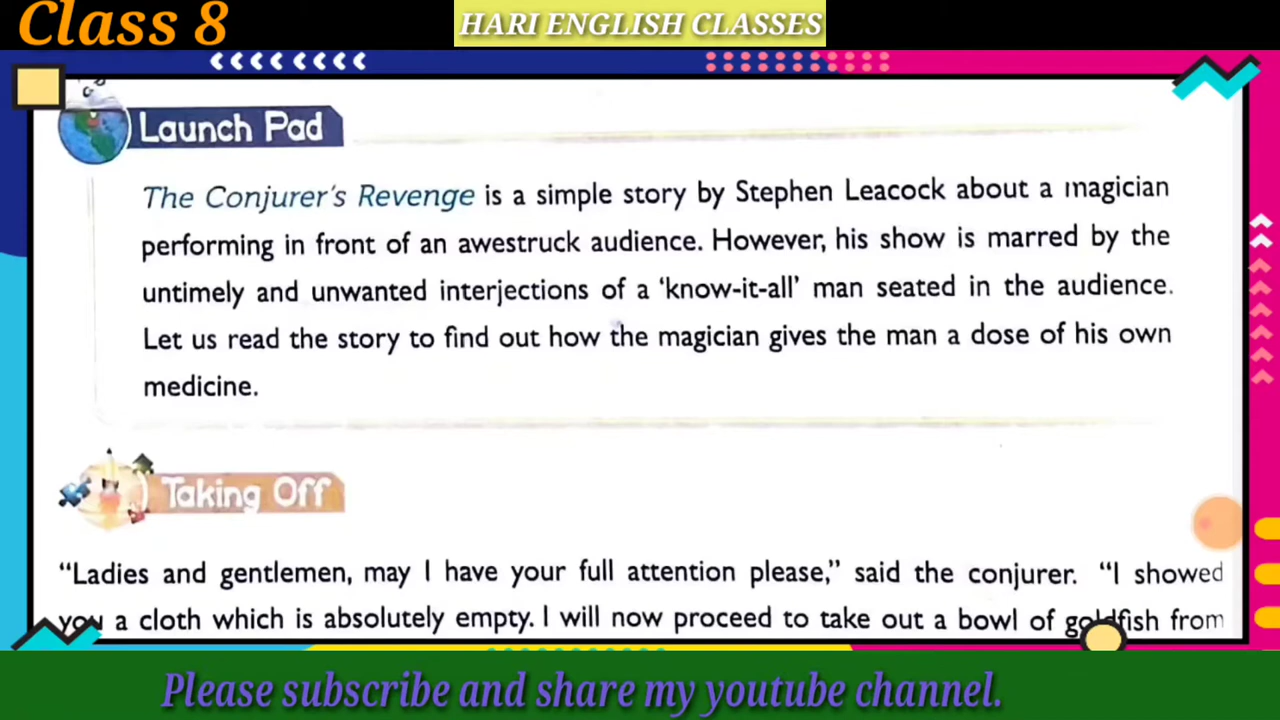 Class 8
HARI ENGLISH CLASSES
Launch Pad
The Conjurer's Revenge is a simple story by Stephen Leacock about a magician
performing in front of an awestruck audience. However, his show is marred by the
untimely and unwanted interjections of a ‘know-it-all’ man seated in the audience.
Let us read the story to find out how the magician gives the man a dose of his own
medicine.
Taking Off
“Ladies and gentlemen, may I have your full attention please,” said the conjurer. “I showed
you a cloth which is absolutely empty. I will now proceed to take out a bowl of goldfish from
Please subscribe and share my youtube channel.